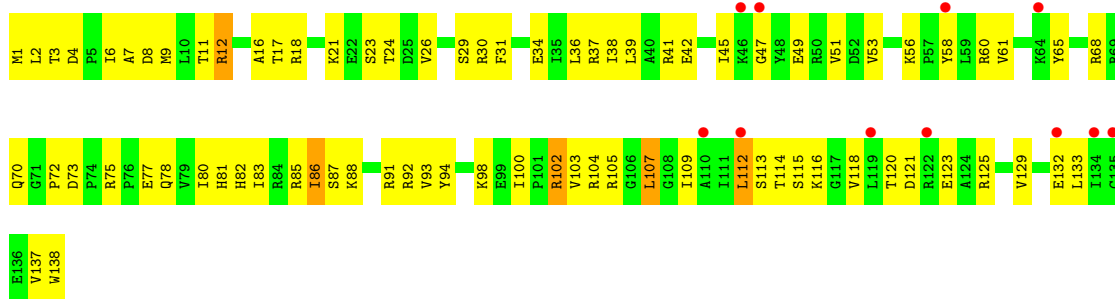 M1 L2 T3 D4 P5 I6 A7 D8 M9 L10 T11 R12 A16 T17 R18 K21 E22 S23 T24 D25 V26 S29 R30 F31 E34 I35 L36 R37 I38 L39 A40 R41 E42 I45 K46 G47 Y48 E49 R50 V51 D52 V53 K56 P57 Y58 L59 R60 V61 K64 Y65 R68 R69
Q70 G71 P72 D73 P74 R75 P76 E77 Q78 V79 I80 H81 H82 I83 R84 R85 I86 S87 K88 R91 R92 V93 Y94 K98 E99 I100 P101 R102 V103 R104 R105 G106 L107 G108 I109 A110 I111 L112 S113 T114 S115 K116 G117 V118 L119 T120 D121 R122 E123 A124 R125 V129 E132 L133 I134 G135
E136 V137 W138